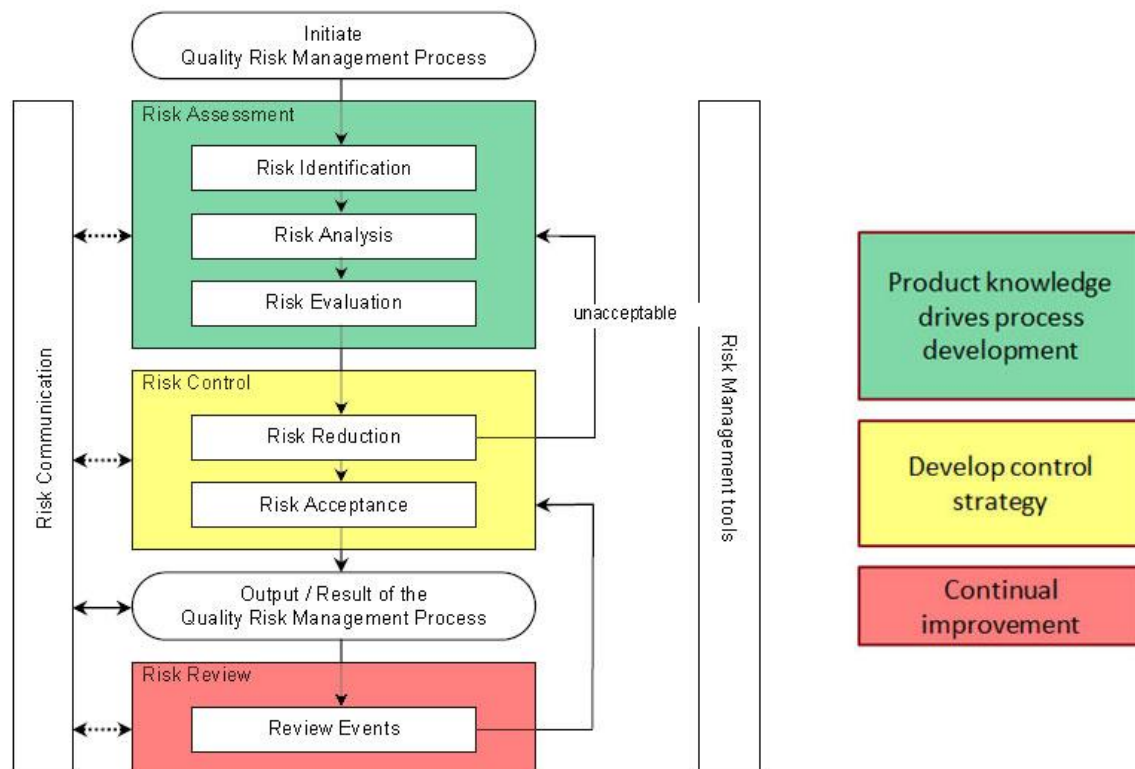 Initiate
Quality Risk Management Process
Risk Assessment
Risk Identification
Risk Analysis
Risk Evaluation
unacceptable
Risk Control
Risk Reduction
Risk Acceptance
Output / Result of the
Quality Risk Management Process
Risk Review
Review Events
Risk Communication
Risk Management tools
Product knowledge
drives process
development
Develop control
strategy
Continual
improvement